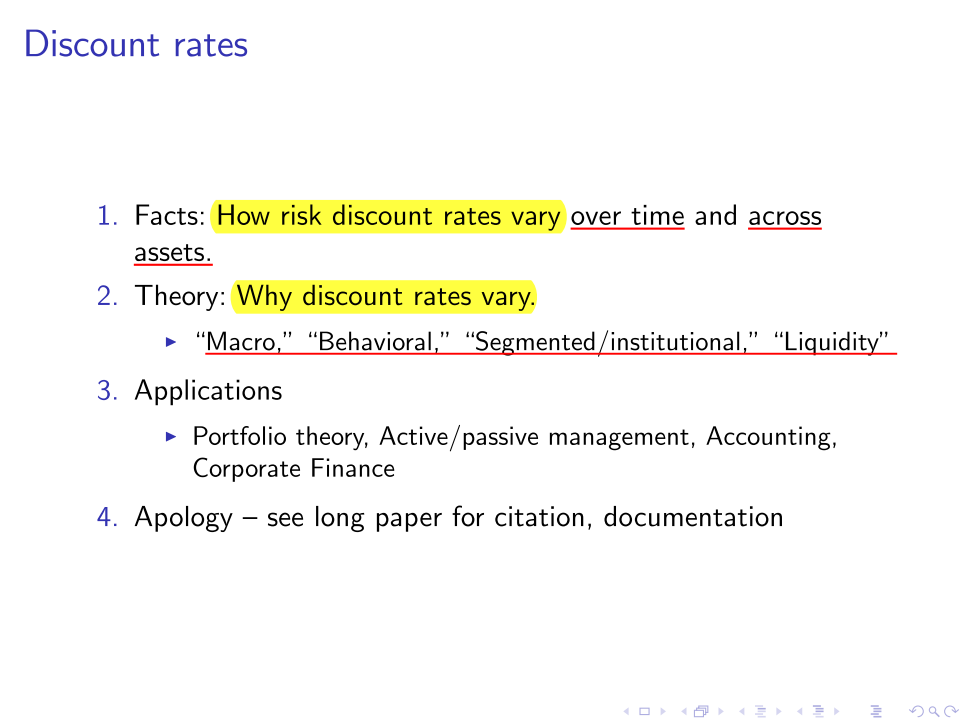 Discount rates
1. Facts: How risk discount rates vary over time and across
assets.
2. Theory: Why discount rates vary.
▶ “Macro,” “Behavioral,” “Segmented/institutional,” “Liquidity”
3. Applications
▶ Portfolio theory, Active/passive management, Accounting,
Corporate Finance
4. Apology – see long paper for citation, documentation